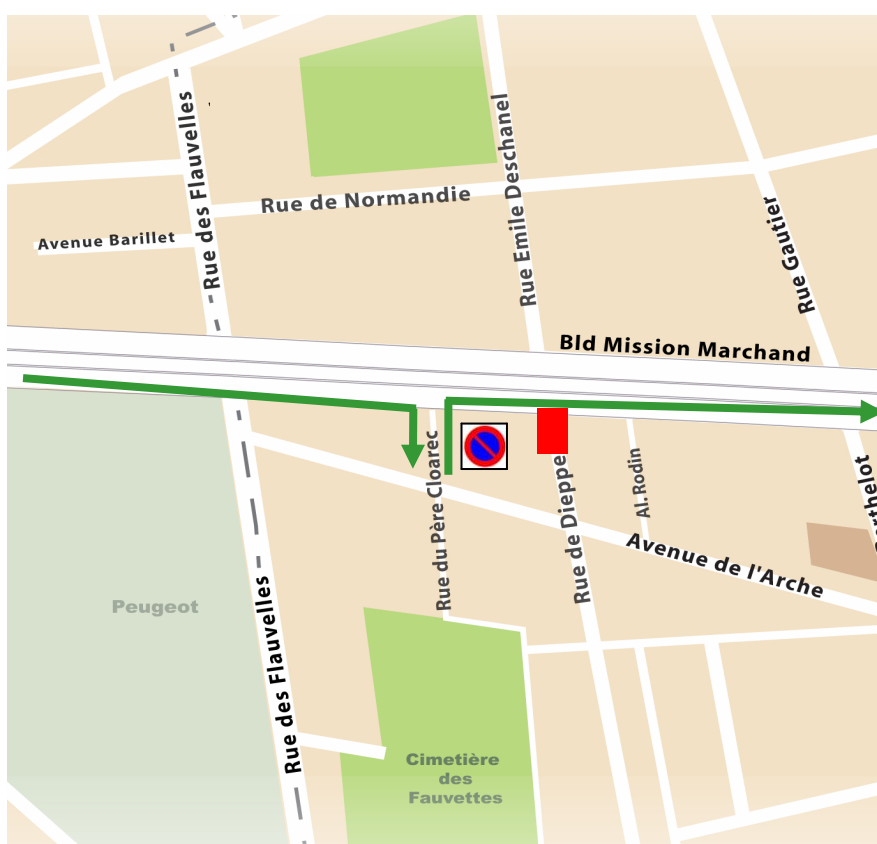 Rue des Flauvelles
Rue Emile Deschanel
Rue de Normandie
Avenue Barillet
Rue Gautier
Bld Mission Marchand
Rue du Père Cloarec
Rue de Dieppe
Al. Rodin
Avenue de l'Arche
Peugeot
Rue des Flauvelles
Cimetière
des
Fauvettes